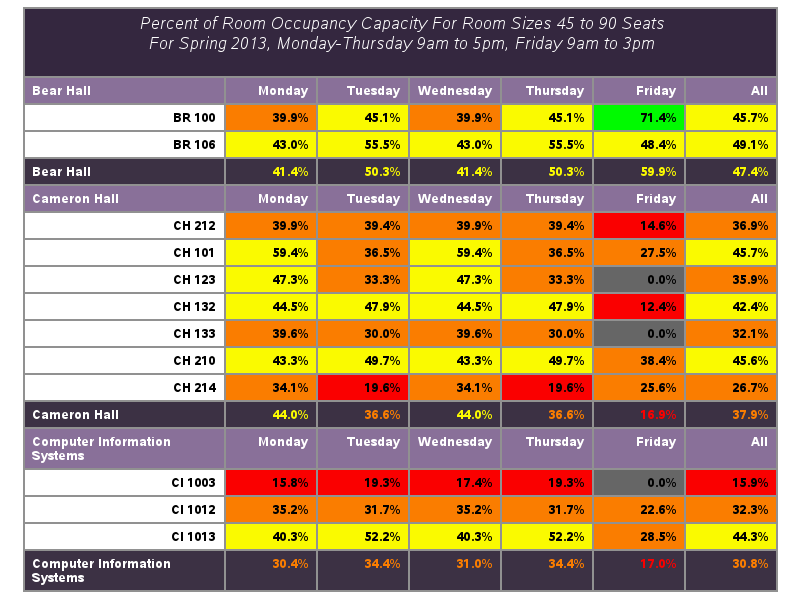 Percent of Room Occupancy Capacity For Room Sizes 45 to 90 Seats
For Spring 2013, Monday-Thursday 9am to 5pm, Friday 9am to 3pm
Bear Hall Monday Tuesday Wednesday Thursday Friday All
BR 100 39.9% 45.1% 39.9% 45.1% 71.4% 45.7%
BR 106 43.0% 55.5% 43.0% 55.5% 48.4% 49.1%
Bear Hall 41.4% 50.3% 41.4% 50.3% 59.9% 47.4%
Cameron Hall Monday Tuesday Wednesday Thursday Friday All
CH 212 39.9% 39.4% 39.9% 39.4% 14.6% 36.9%
CH 101 59.4% 36.5% 59.4% 36.5% 27.5% 45.7%
CH 123 47.3% 33.3% 47.3% 33.3% 0.0% 35.9%
CH 132 44.5% 47.9% 44.5% 47.9% 12.4% 42.4%
CH 133 39.6% 30.0% 39.6% 30.0% 0.0% 32.1%
CH 210 43.3% 49.7% 43.3% 49.7% 38.4% 45.6%
CH 214 34.1% 19.6% 34.1% 19.6% 25.6% 26.7%
Cameron Hall 44.0% 36.6% 44.0% 36.6% 16.9% 37.9%
Computer Information Monday Tuesday Wednesday Thursday Friday All
Systems
CI 1003 15.8% 19.3% 17.4% 19.3% 0.0% 15.9%
CI 1012 35.2% 31.7% 35.2% 31.7% 22.6% 32.3%
CI 1013 40.3% 52.2% 40.3% 52.2% 28.5% 44.3%
Computer Information 30.4% 34.4% 31.0% 34.4% 17.0% 30.8%
Systems